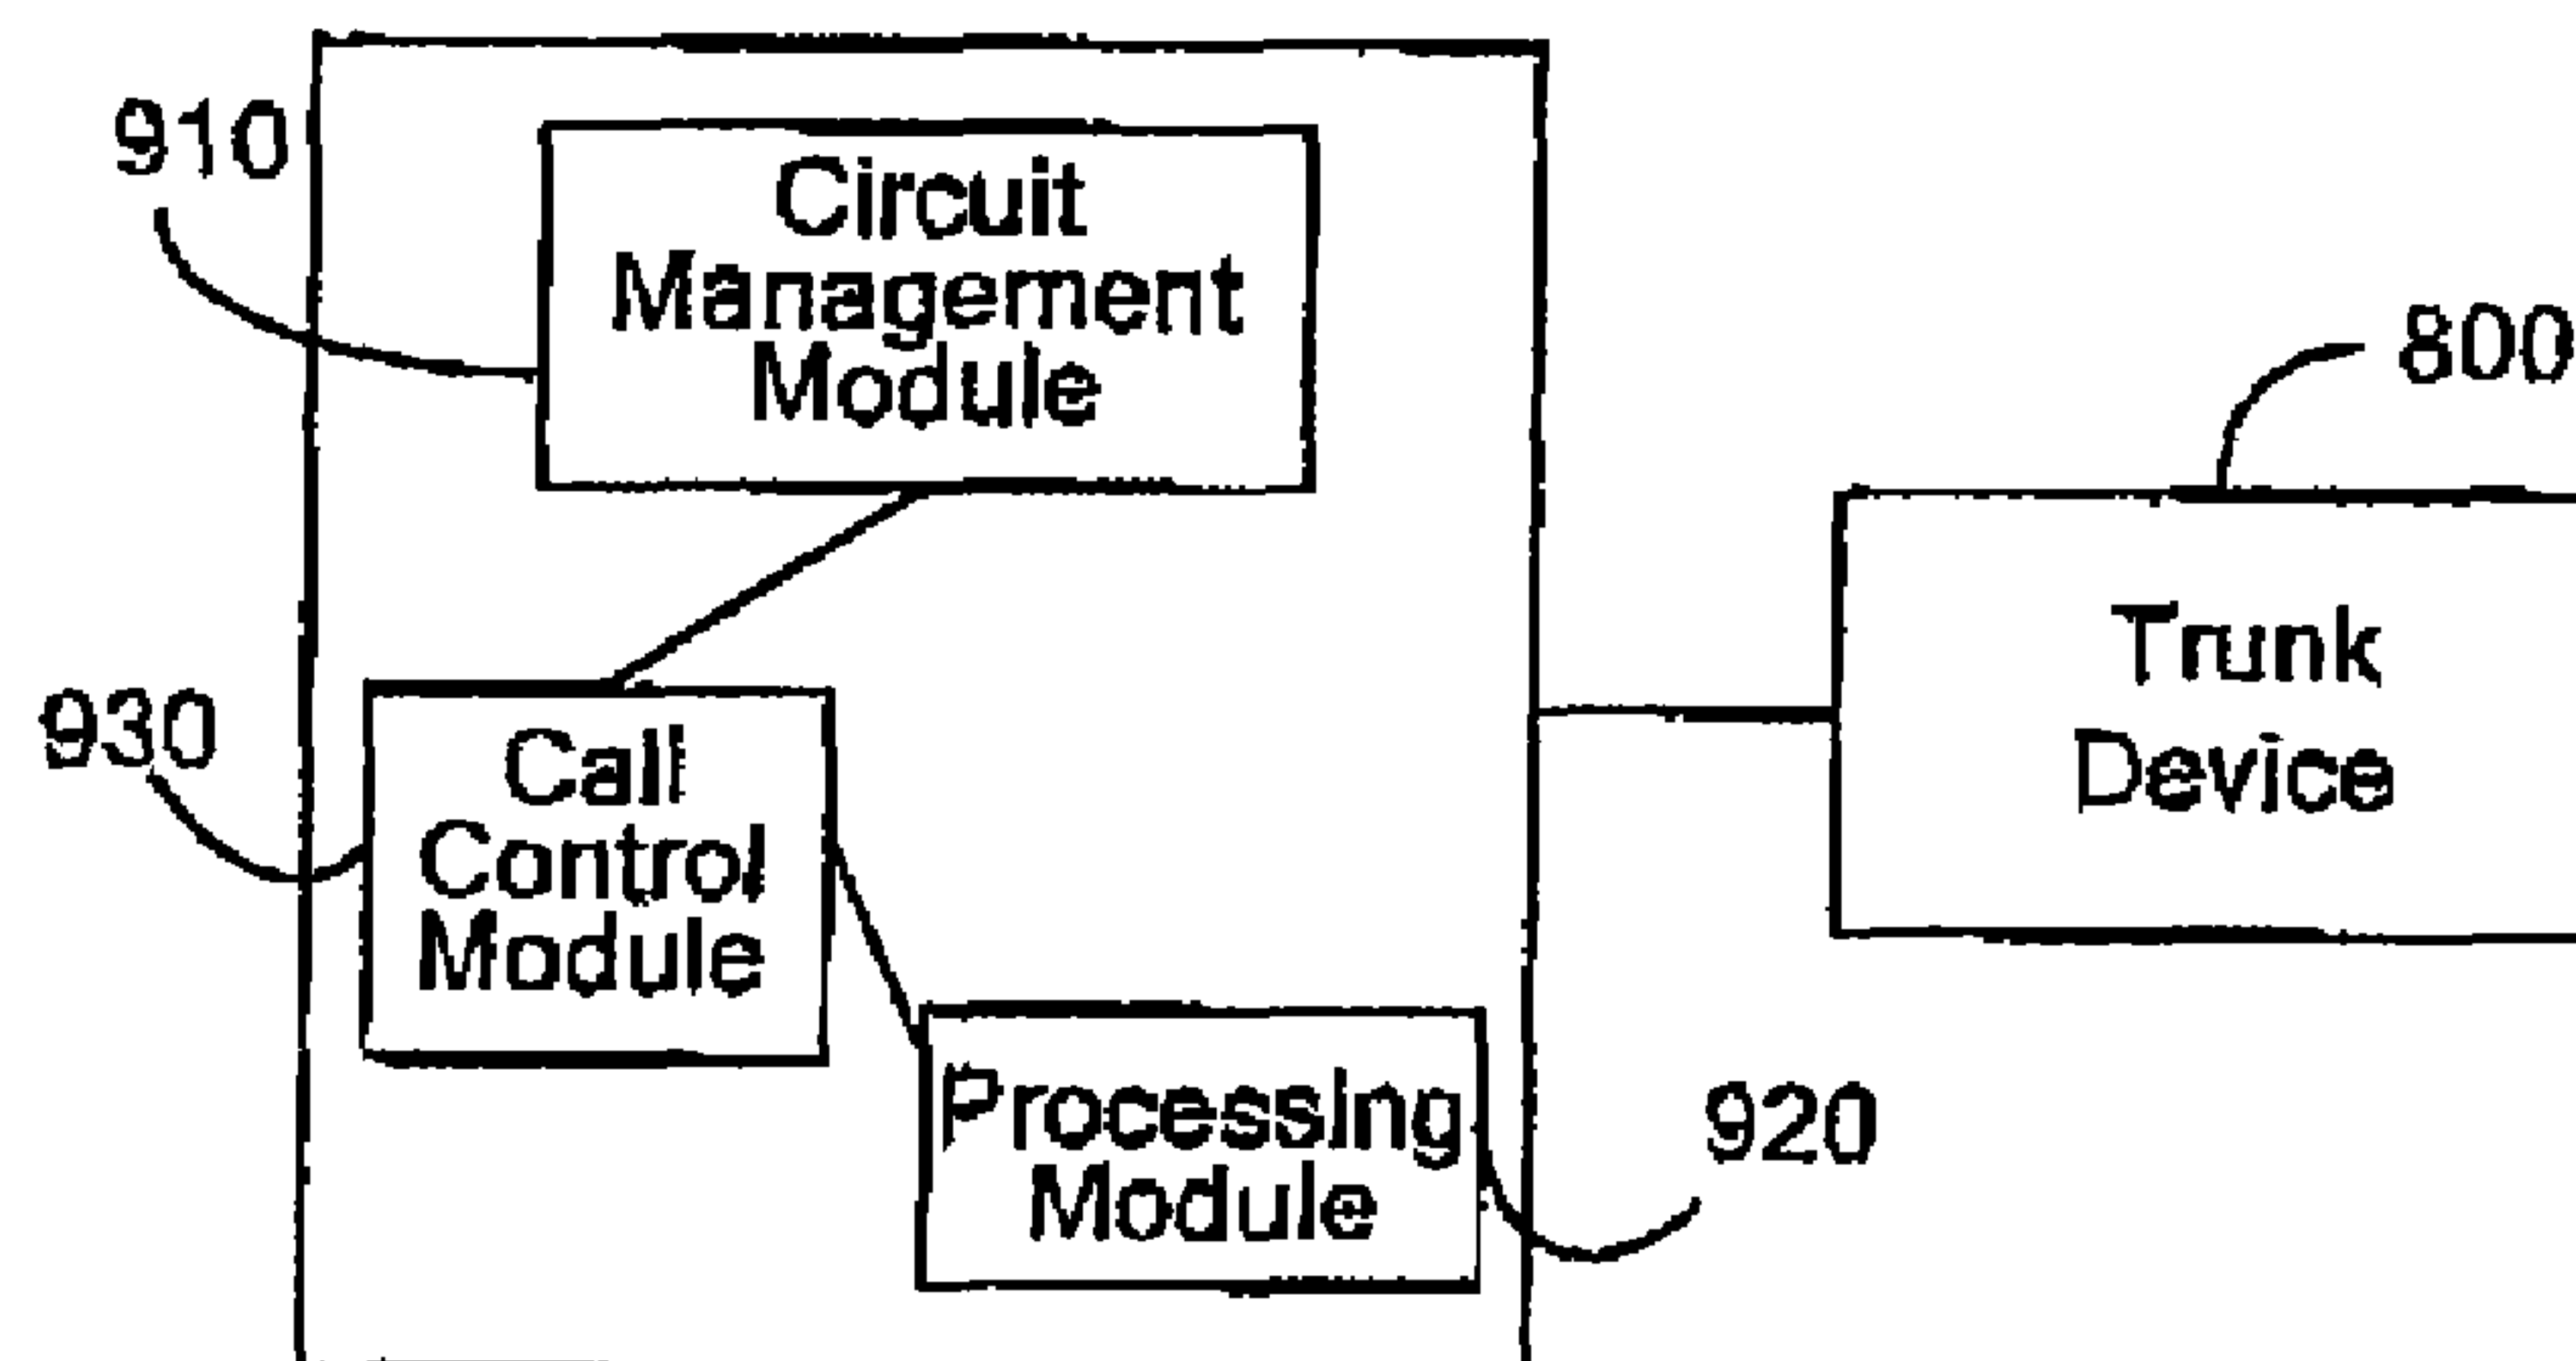 910
Circuit
Management
Module
800
Trunk
Device
930
Call
Control
Module
Processing
Module
920